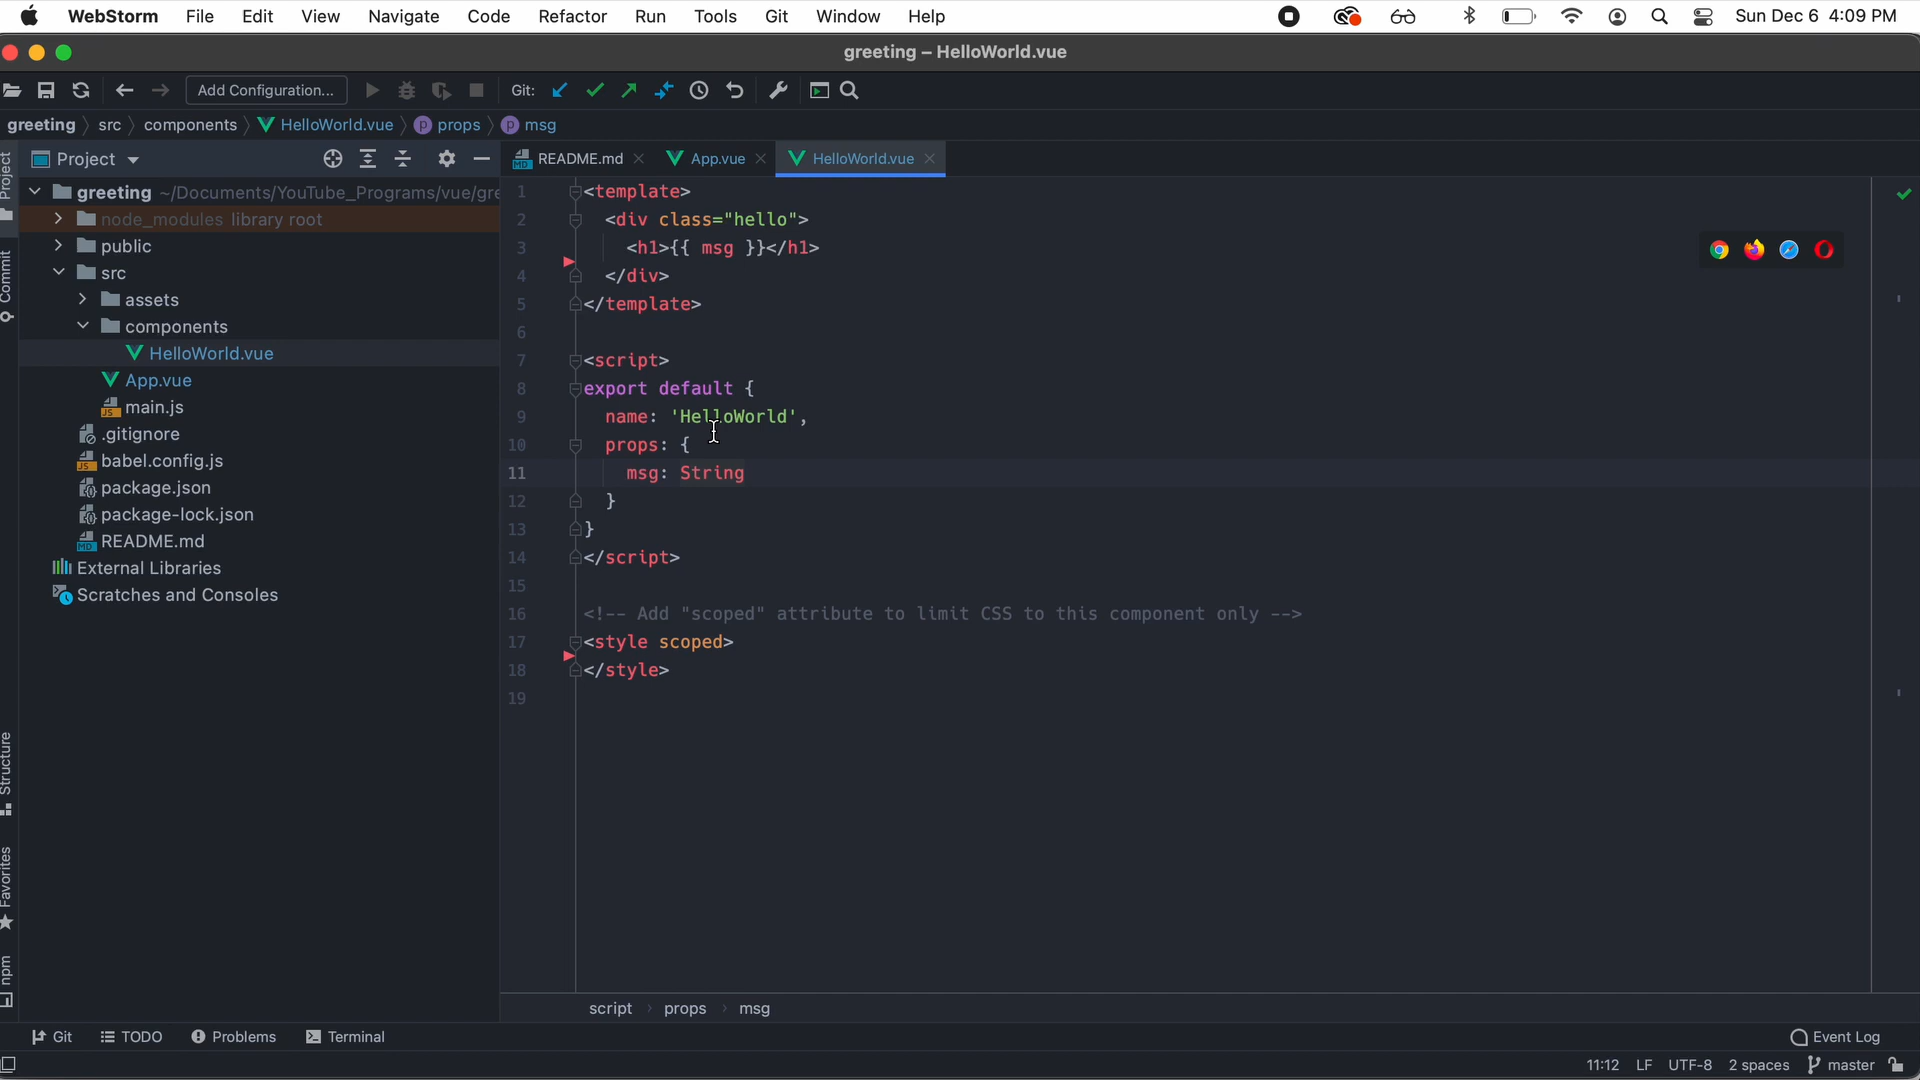 WebStorm File Edit View Navigate Code Refactor Run Tools Git Window Help Sun Dec 6 4:09 PM
greeting – HelloWorld.vue
Add Configuration... Git:
greeting src components HelloWorld.vue props msg
Project
Project
README.md App.vue HelloWorld.vue
greeting ~/Documents/YouTube_Programs/vue/gre
node_modules library root
public
src
assets
components
HelloWorld.vue
App.vue
main.js
.gitignore
babel.config.js
package.json
package-lock.json
README.md
External Libraries
Scratches and Consoles
Commit
Structure
Favorites
npm
1 <template>
2 <div class="hello">
3 <h1>{{ msg }}</h1>
4 </div>
5 </template>
6
7 <script>
8 export default {
9 name: 'HelloWorld',
10 props: {
11 msg: String
12 }
13 }
14 </script>
15
16 <!-- Add "scoped" attribute to limit CSS to this component only -->
17 <style scoped>
18 </style>
19
script props msg
Git TODO Problems Terminal Event Log
11:12 LF UTF-8 2 spaces master